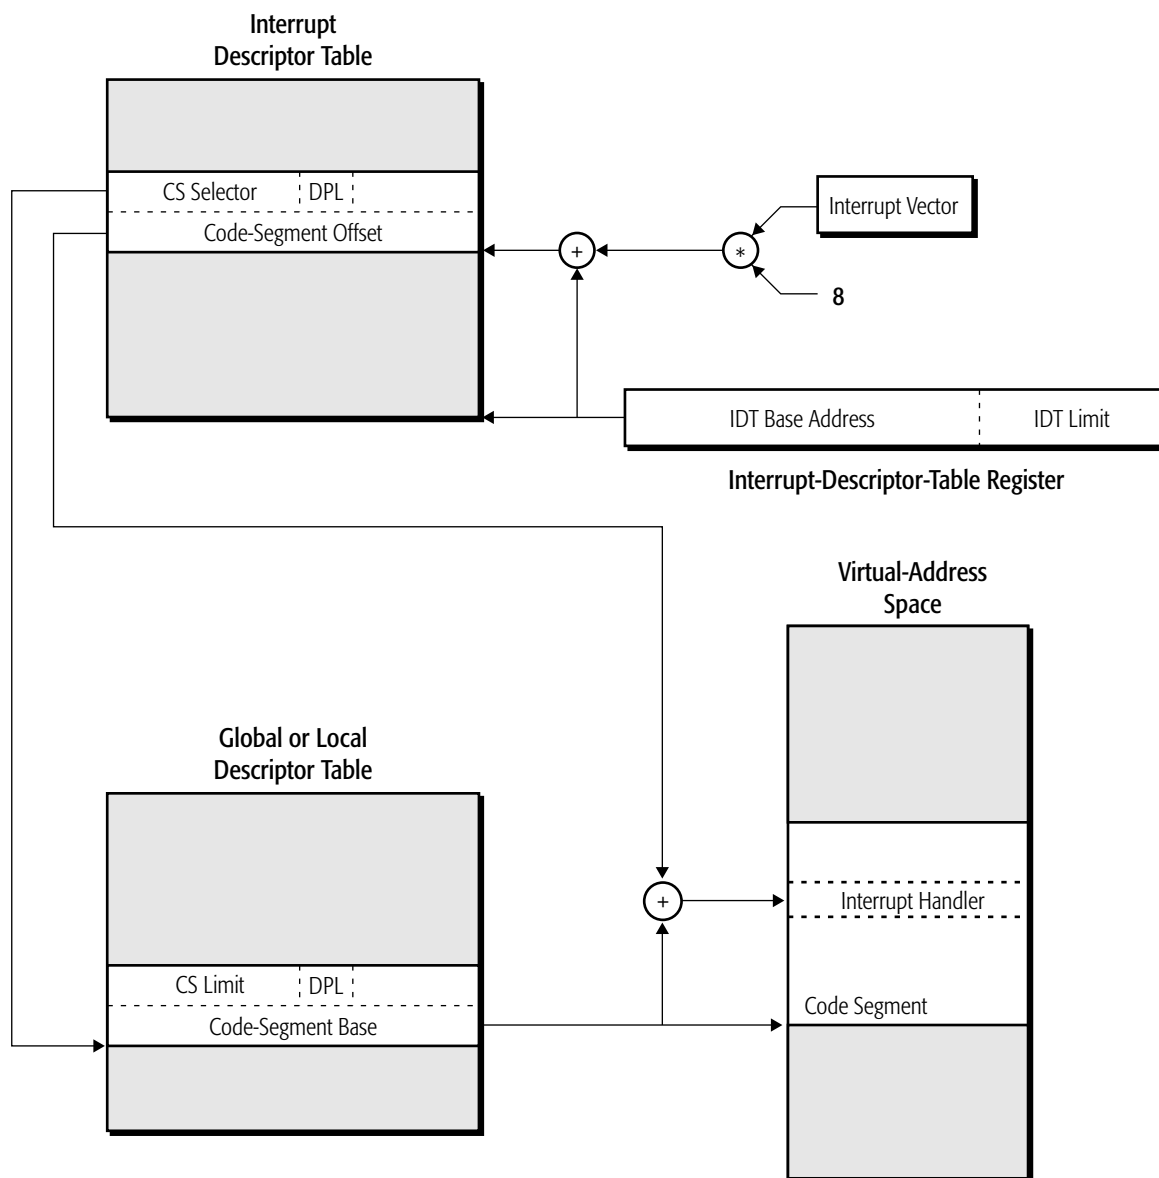 Interrupt
Descriptor Table
CS Selector DPL
Interrupt Vector
Code-Segment Offset
+
*
8
IDT Base Address IDT Limit
Interrupt-Descriptor-Table Register
Virtual-Address
Space
Global or Local
Descriptor Table
+
Interrupt Handler
CS Limit DPL
Code Segment
Code-Segment Base